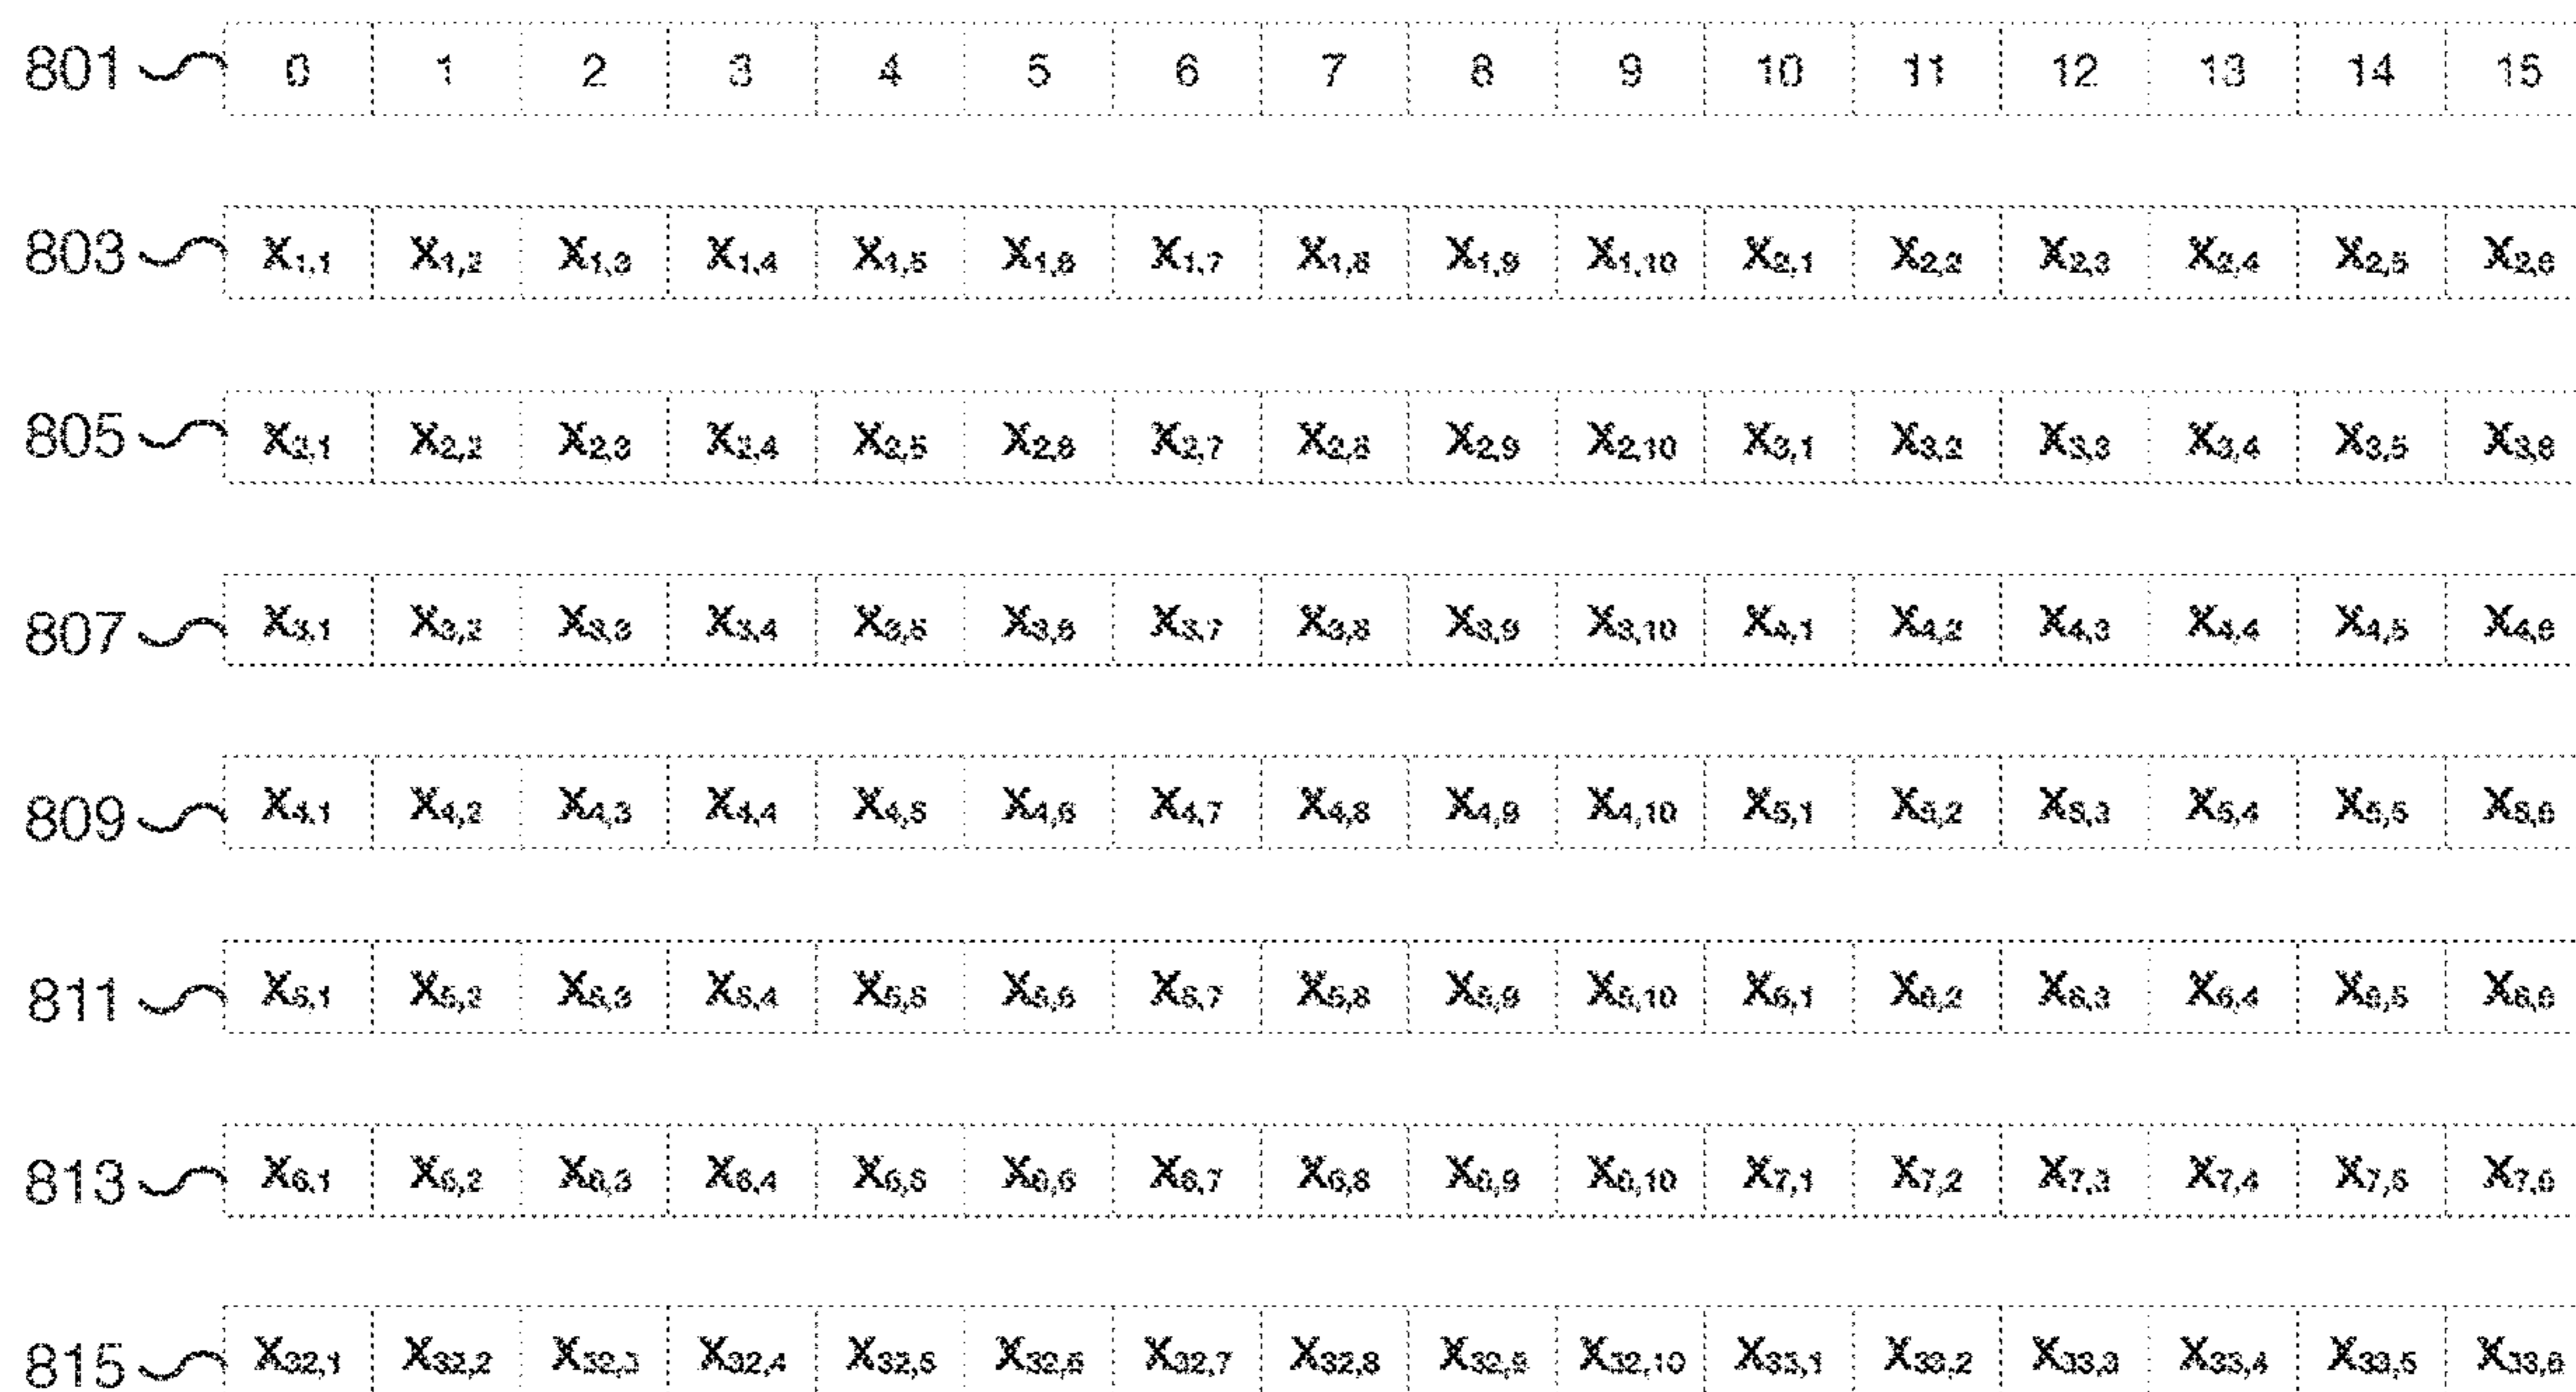 801 0 1 2 3 4 5 6 7 8 9 10 11 12 13 14 15
803 X1,1 X1,2 X1,3 X1,4 X1,5 X1,6 X1,7 X1,8 X1,9 X1,10 X2,1 X2,2 X2,3 X2,4 X2,5 X2,6
805 X2,1 X2,2 X2,3 X2,4 X2,5 X2,6 X2,7 X2,8 X2,9 X2,10 X3,1 X3,2 X3,3 X3,4 X3,5 X3,6
807 X3,1 X3,2 X3,3 X3,4 X3,5 X3,6 X3,7 X3,8 X3,9 X3,10 X4,1 X4,2 X4,3 X4,4 X4,5 X4,6
809 X4,1 X4,2 X4,3 X4,4 X4,5 X4,6 X4,7 X4,8 X4,9 X4,10 X5,1 X5,2 X5,3 X5,4 X5,5 X5,6
811 X5,1 X5,2 X5,3 X5,4 X5,5 X5,6 X5,7 X5,8 X5,9 X5,10 X6,1 X6,2 X6,3 X6,4 X6,5 X6,6
813 X6,1 X6,2 X6,3 X6,4 X6,5 X6,6 X6,7 X6,8 X6,9 X6,10 X7,1 X7,2 X7,3 X7,4 X7,5 X7,6
815 X32,1 X32,2 X32,3 X32,4 X32,5 X32,6 X32,7 X32,8 X32,9 X32,10 X33,1 X33,2 X33,3 X33,4 X33,5 X33,6